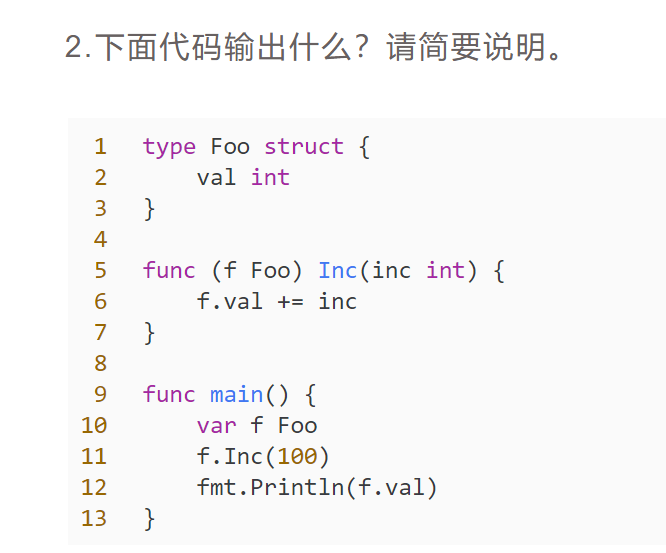 2.下面代码输出什么？请简要说明。
1 type Foo struct {
2     val int
3 }
4
5 func (f Foo) Inc(inc int) {
6     f.val += inc
7 }
8
9 func main() {
10     var f Foo
11     f.Inc(100)
12     fmt.Println(f.val)
13 }